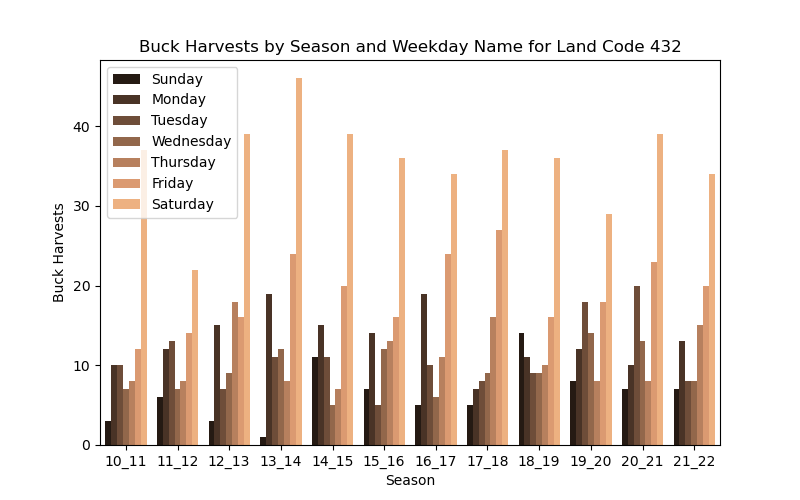 Buck Harvests by Season and Weekday Name for Land Code 432
Sunday
Monday
Tuesday
Wednesday
Thursday
Friday
Saturday
40
30
20
10
0
Buck Harvests
10_11 11_12 12_13 13_14 14_15 15_16 16_17 17_18 18_19 19_20 20_21 21_22
Season